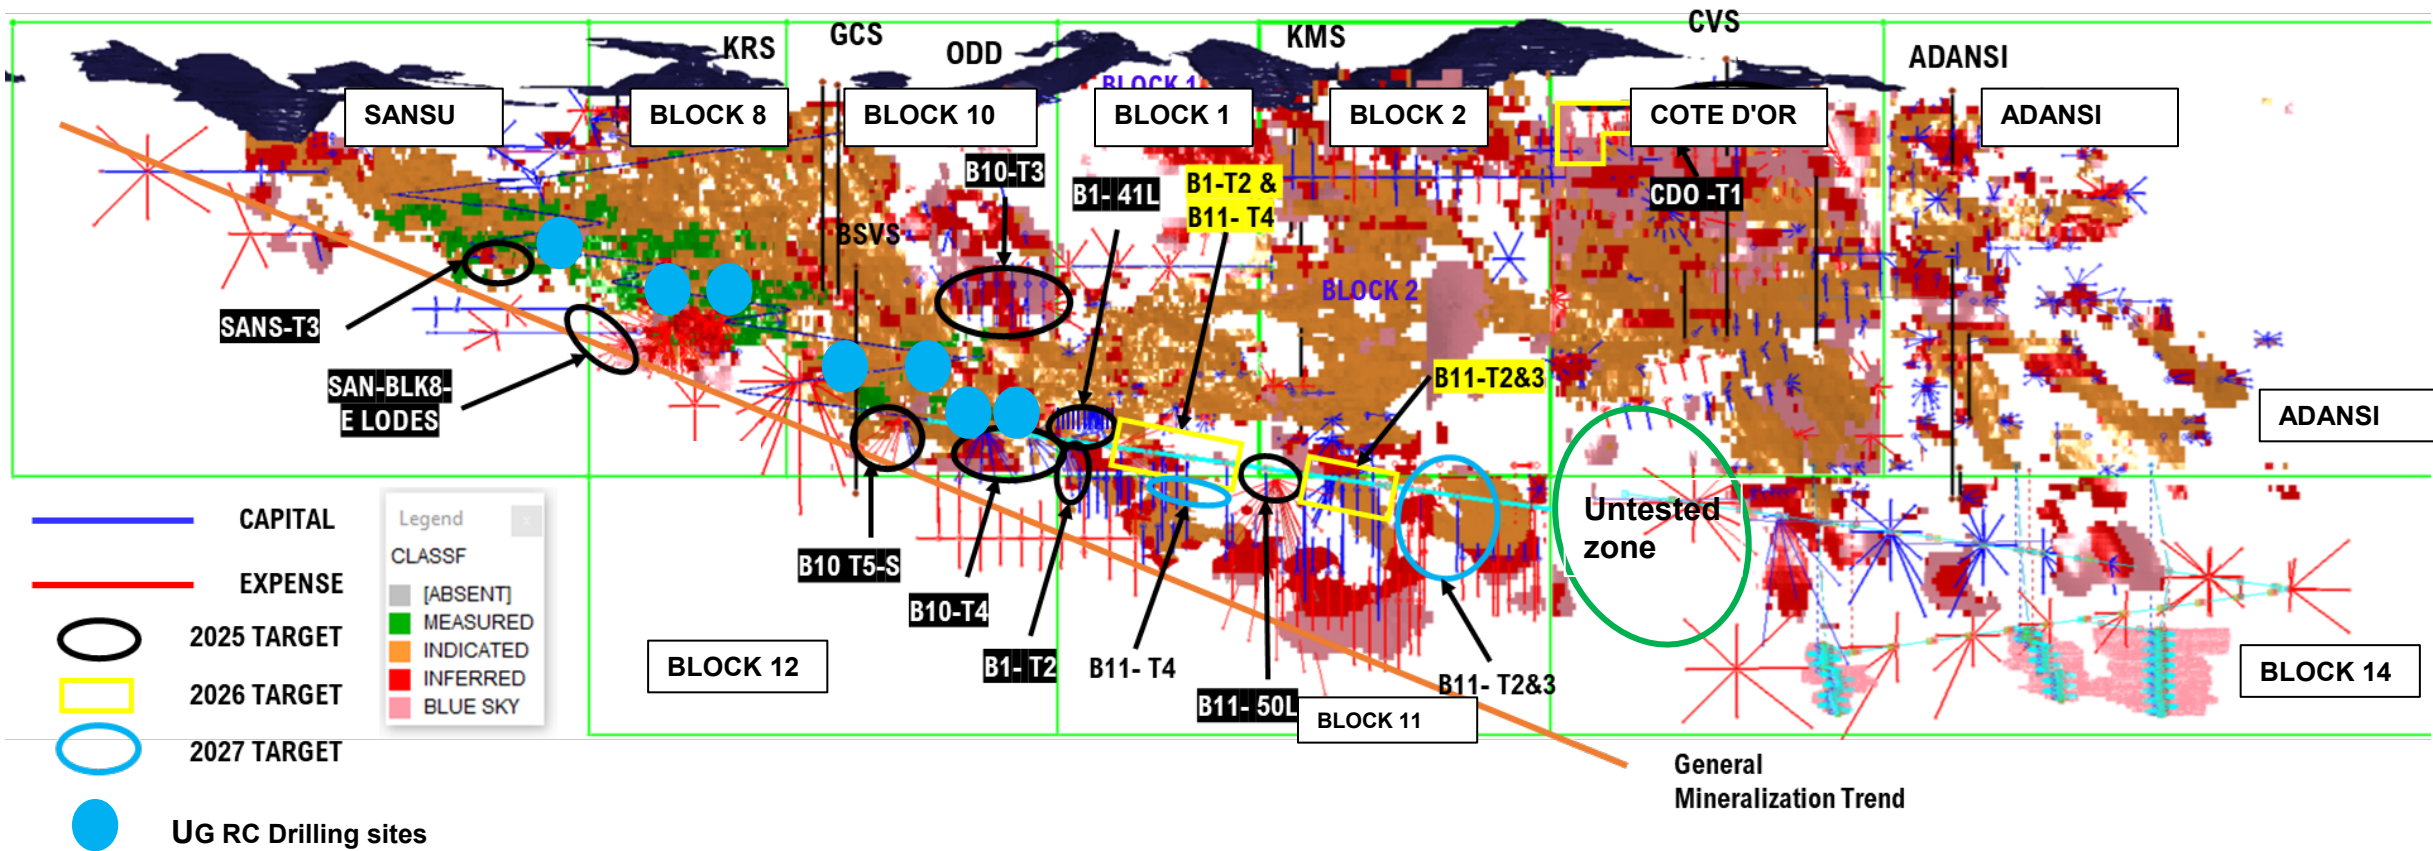 KRS
GCS
ODD
KMS
CVS
ADANSI
BLOCK 1
SANSU
BLOCK 8
BLOCK 10
BLOCK 1
BLOCK 2
COTE D'OR
ADANSI
B10-T3
B1- 41L
B1-T2 &
B11- T4
CDO -T1
BSVS
BLOCK 2
SANS-T3
SAN-BLK8-
E LODES
B11-T2&3
ADANSI
Untested
zone
B10 T5-S
B10-T4
B1- T2
B11- T4
B11- 50L
B11- T2&3
BLOCK 12
BLOCK 11
BLOCK 14
General
Mineralization Trend
CAPITAL
EXPENSE
2025 TARGET
2026 TARGET
2027 TARGET
UG RC Drilling sites
Legend
x
CLASSF
[ABSENT]
MEASURED
INDICATED
INFERRED
BLUE SKY